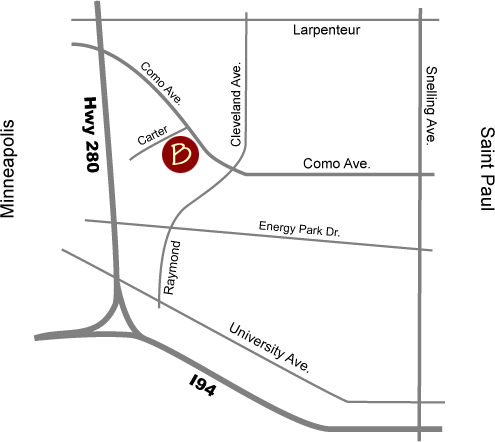 Larpenteur
Como Ave.
Cleveland Ave.
Snelling Ave.
Minneapolis
Hwy 280
Carter
B
Como Ave.
Saint Paul
Energy Park Dr.
Raymond
University Ave.
I94